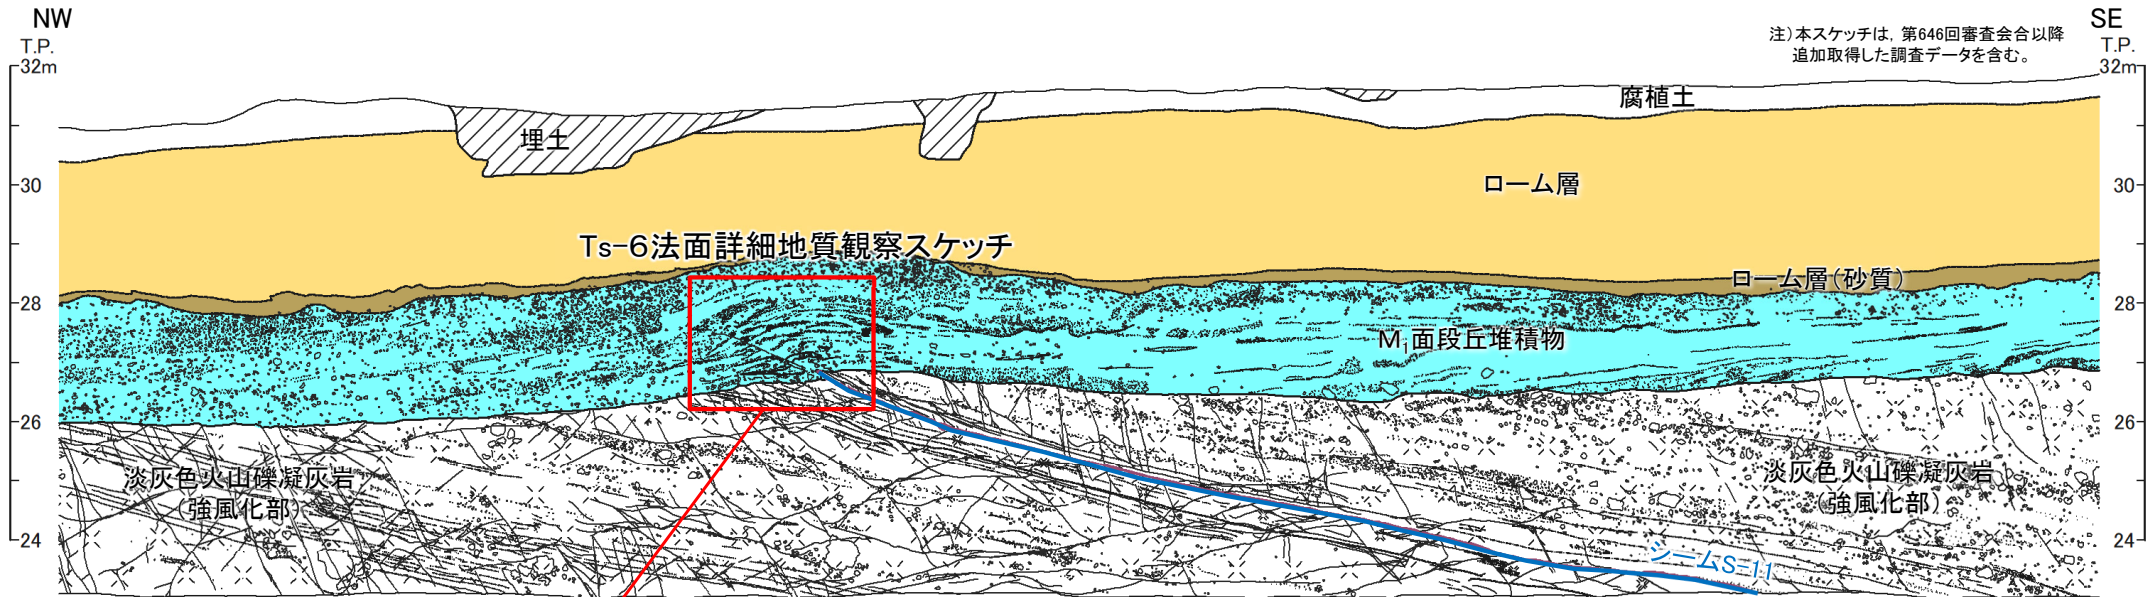 NW
SE
T.P.
T.P.
注)本スケッチは，第646回審査会合以降
追加取得した調査データを含む。
32m
32m
腐植土
埋土
30
ローム層
30
Ts-6法面詳細地質観察スケッチ
ローム層(砂質)
28
28
M₁面段丘堆積物
26
26
淡灰色火山礫凝灰岩
(強風化部)
淡灰色火山礫凝灰岩
(強風化部)
24
24
シームS-11